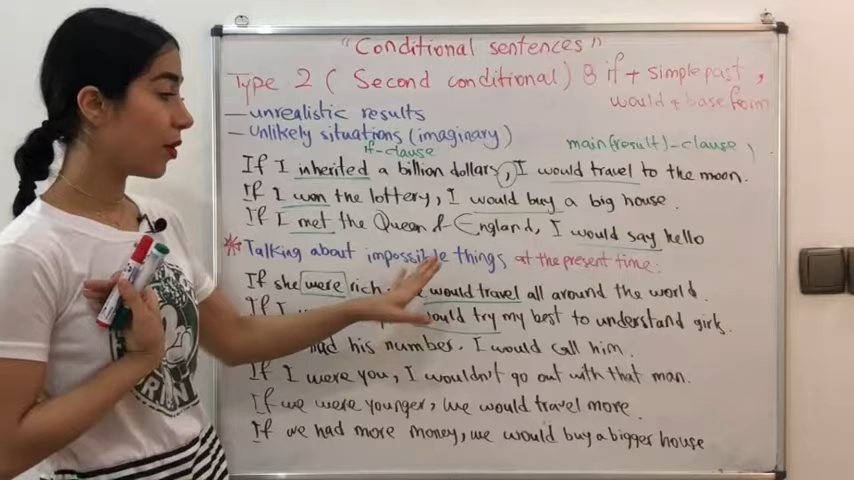 "Conditional sentences"
Type 2 (Second conditional) 8 if + simple past,
would + base form
— unrealistic results
— Unlikely situations (imaginary)
if-clause main(result)-clause
If I inherited a billion dollars, I would travel to the moon.
If I won the lottery, I would buy a big house.
If I met the Queen of England, I would say hello
* Talking about impossible things at the present time:
If she were rich, would travel all around the world.
If I would try my best to understand girls.
had his number. I would call him.
If I were you, I wouldn't go out with that man.
If we were younger, we would travel more.
If we had more money, we would buy a bigger house